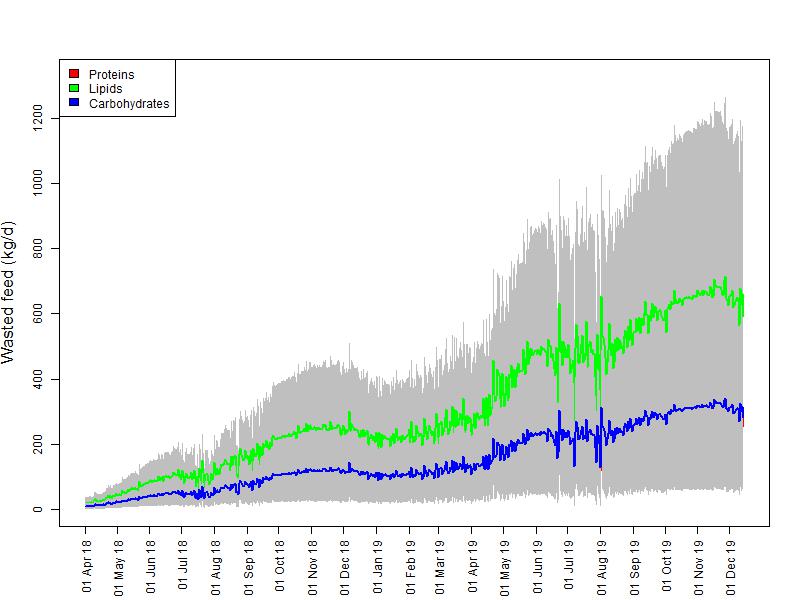 Proteins
Lipids
Carbohydrates
Wasted feed (kg/d)
1200
1000
800
600
400
200
0
01 Apr 18
01 May 18
01 Jun 18
01 Jul 18
01 Aug 18
01 Sep 18
01 Oct 18
01 Nov 18
01 Dec 18
01 Jan 19
01 Feb 19
01 Mar 19
01 Apr 19
01 May 19
01 Jun 19
01 Jul 19
01 Aug 19
01 Sep 19
01 Oct 19
01 Nov 19
01 Dec 19